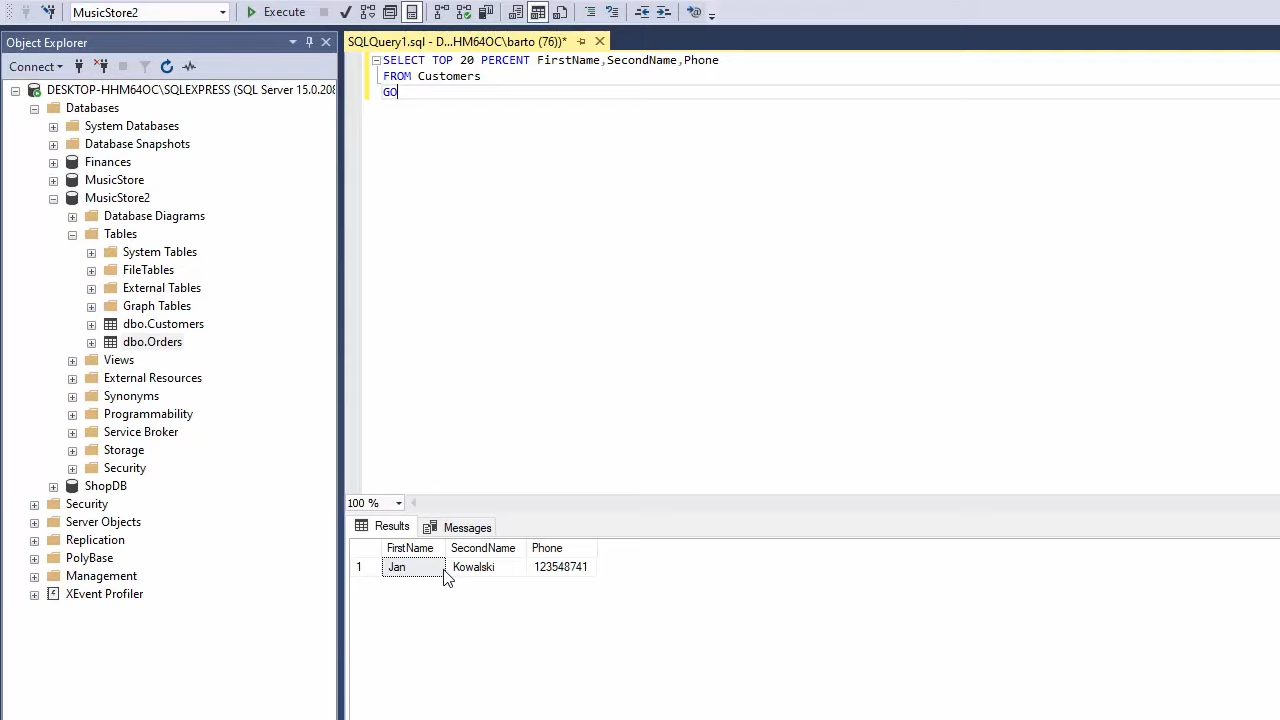 MusicStore2
Execute
Object Explorer
Connect
DESKTOP-HHM64OC\SQLEXPRESS (SQL Server 15.0.208
Databases
System Databases
Database Snapshots
Finances
MusicStore
MusicStore2
Database Diagrams
Tables
System Tables
FileTables
External Tables
Graph Tables
dbo.Customers
dbo.Orders
Views
External Resources
Synonyms
Programmability
Service Broker
Storage
Security
ShopDB
Security
Server Objects
Replication
PolyBase
Management
XEvent Profiler
SQLQuery1.sql - D...HM64OC\barto (76))*
SELECT TOP 20 PERCENT FirstName,SecondName,Phone
FROM Customers
GO
100 %
Results Messages
FirstName SecondName Phone
1 Jan Kowalski 123548741